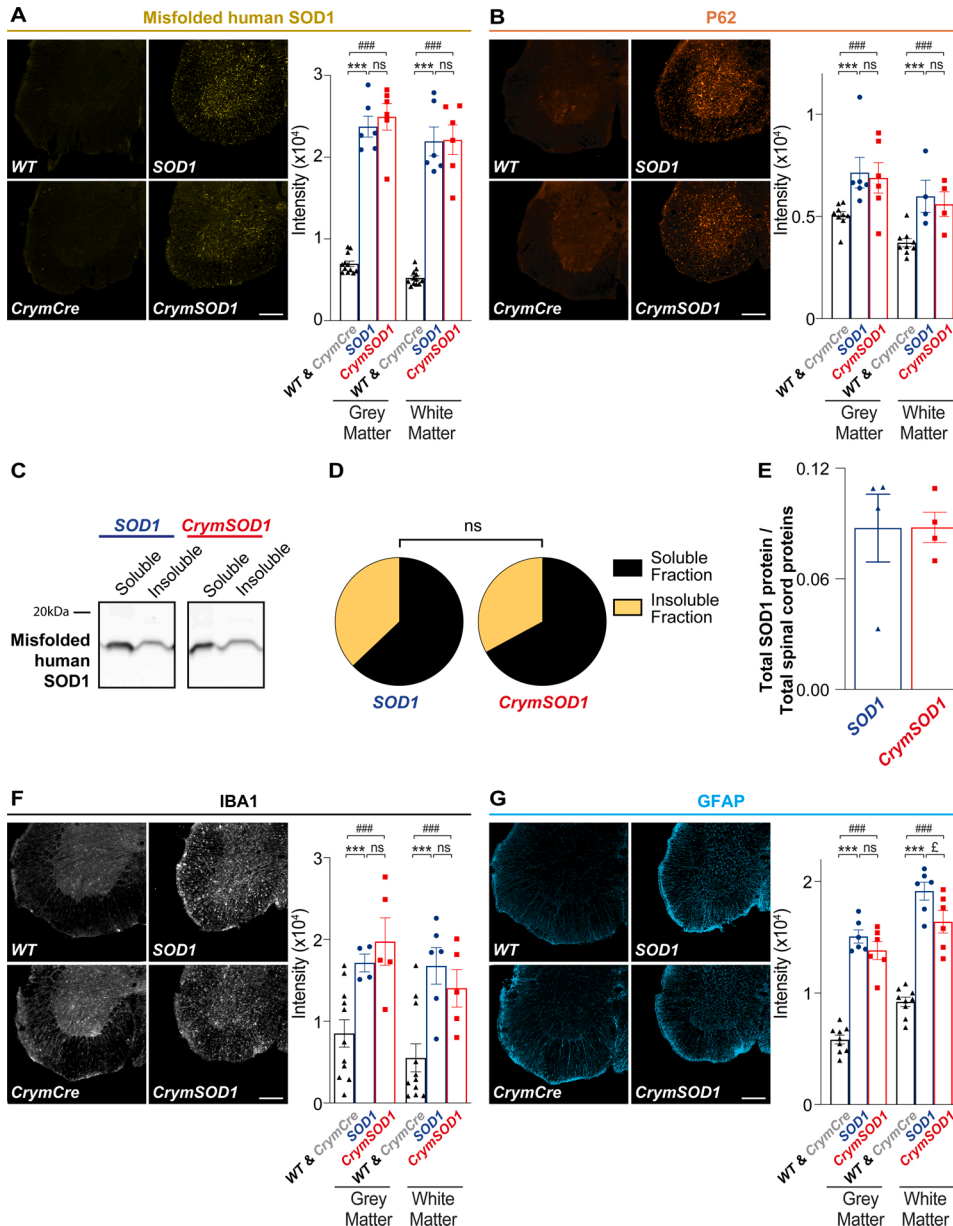 A
Misfolded human SOD1
WT
SOD1
CrymCre
CrymSOD1
###
###
*** ns
*** ns
Intensity (x10⁴)
3
2
1
0
WT & CrymCre
SOD1
CrymSOD1
WT & CrymCre
SOD1
CrymSOD1
Grey
Matter
White
Matter
B
P62
WT
SOD1
CrymCre
CrymSOD1
###
###
*** ns
*** ns
Intensity (x10⁴)
1
0.5
0
WT & CrymCre
SOD1
CrymSOD1
WT & CrymCre
SOD1
CrymSOD1
Grey
Matter
White
Matter
C
SOD1
CrymSOD1
Soluble
Insoluble
Soluble
Insoluble
20kDa
Misfolded
human
SOD1
D
ns
Soluble
Fraction
Insoluble
Fraction
SOD1
CrymSOD1
E
Total SOD1 protein /
Total spinal cord proteins
0.12
0.06
0.00
SOD1
CrymSOD1
F
IBA1
WT
SOD1
CrymCre
CrymSOD1
###
###
*** ns
*** ns
Intensity (x10⁴)
3
2
1
0
WT & CrymCre
SOD1
CrymSOD1
WT & CrymCre
SOD1
CrymSOD1
Grey
Matter
White
Matter
G
GFAP
WT
SOD1
CrymCre
CrymSOD1
###
###
*** ns
*** £
Intensity (x10⁴)
2
1
0
WT & CrymCre
SOD1
CrymSOD1
WT & CrymCre
SOD1
CrymSOD1
Grey
Matter
White
Matter